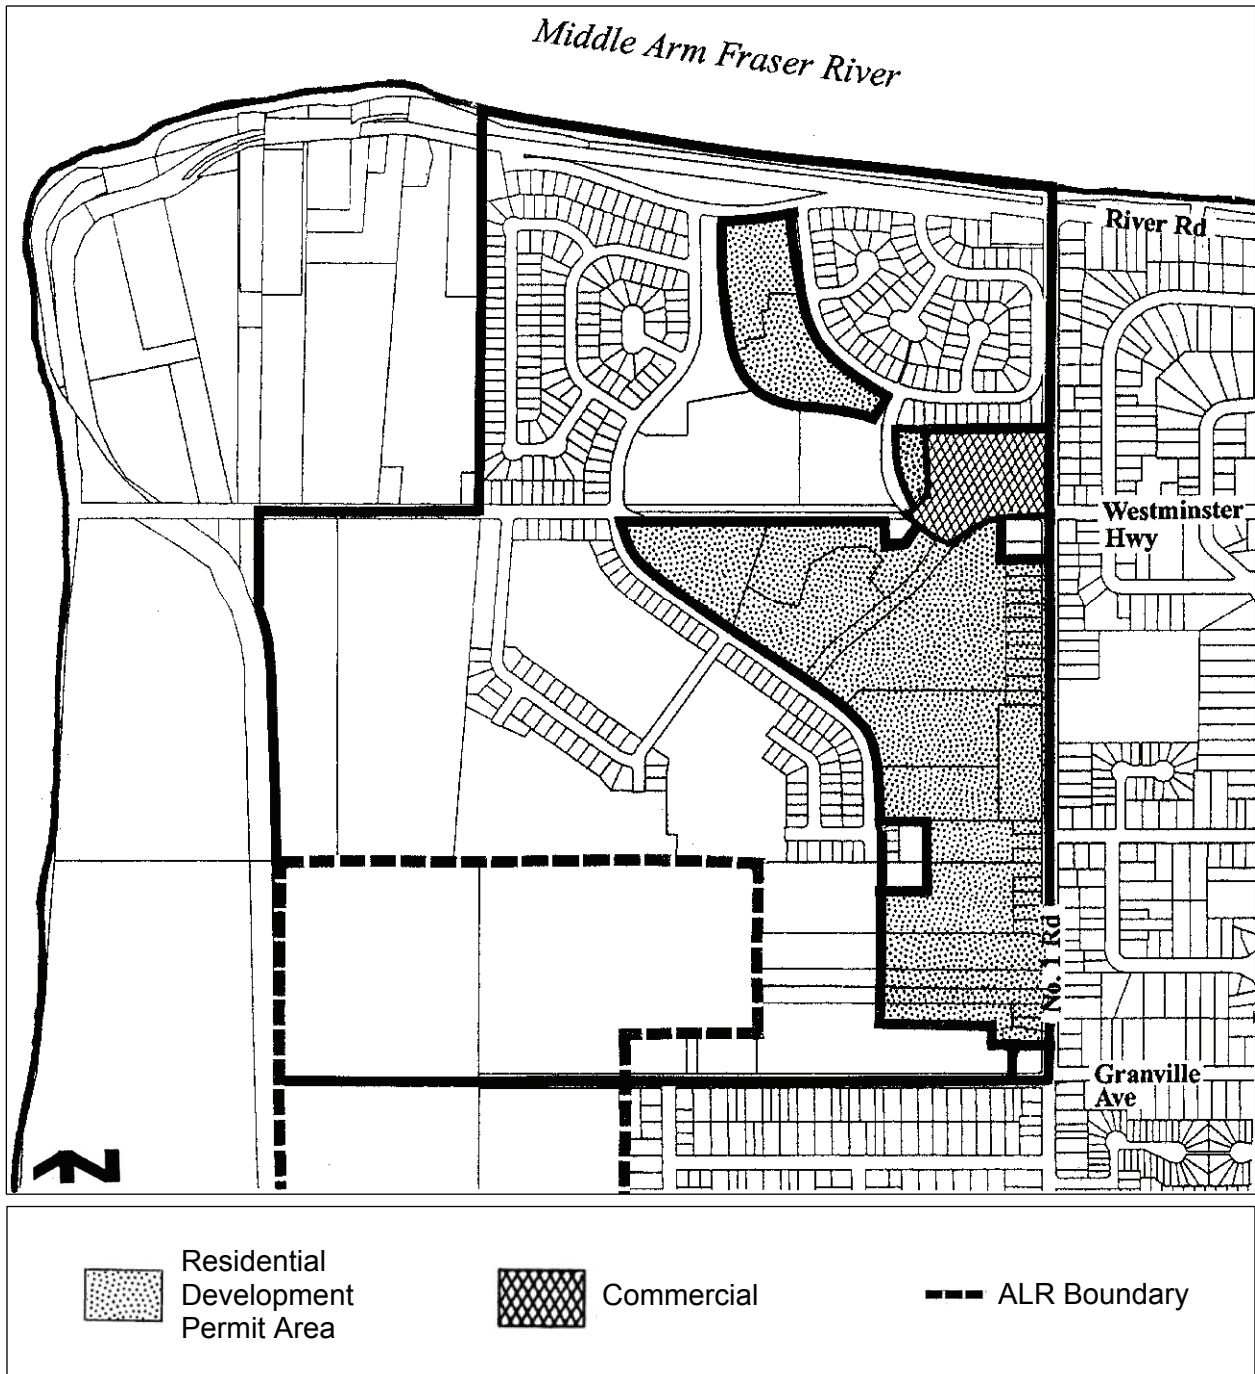 Middle Arm Fraser River
River Rd
Westminster
Hwy
No. 1 Rd
Granville
Ave
N
Residential
Development
Permit Area
Commercial
ALR Boundary